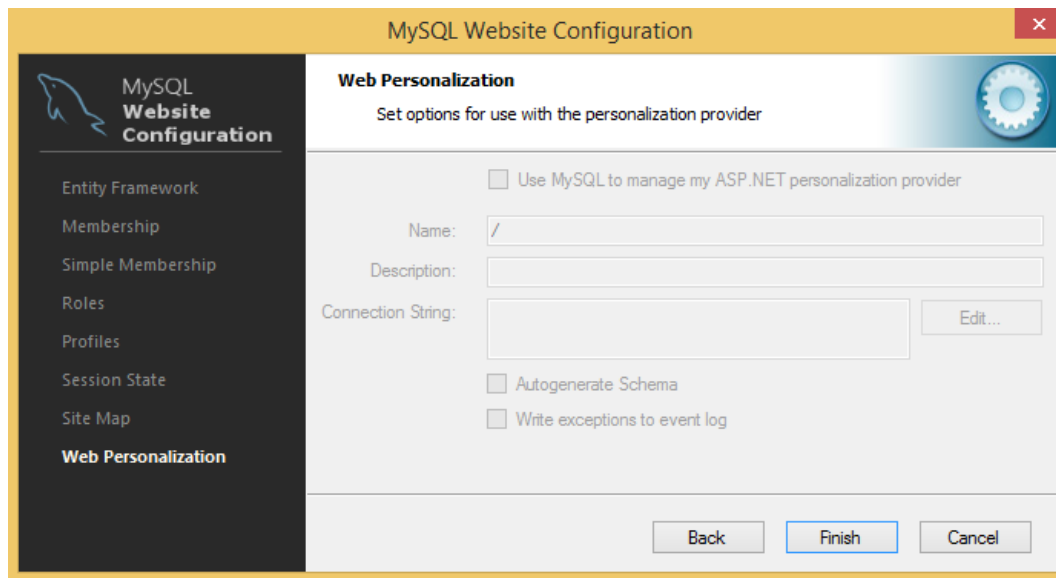 MySQL Website Configuration
MySQL
Website
Configuration
Entity Framework
Membership
Simple Membership
Roles
Profiles
Session State
Site Map
Web Personalization
Web Personalization
Set options for use with the personalization provider
Use MySQL to manage my ASP.NET personalization provider
Name: /
Description:
Connection String: Edit...
Autogenerate Schema
Write exceptions to event log
Back Finish Cancel